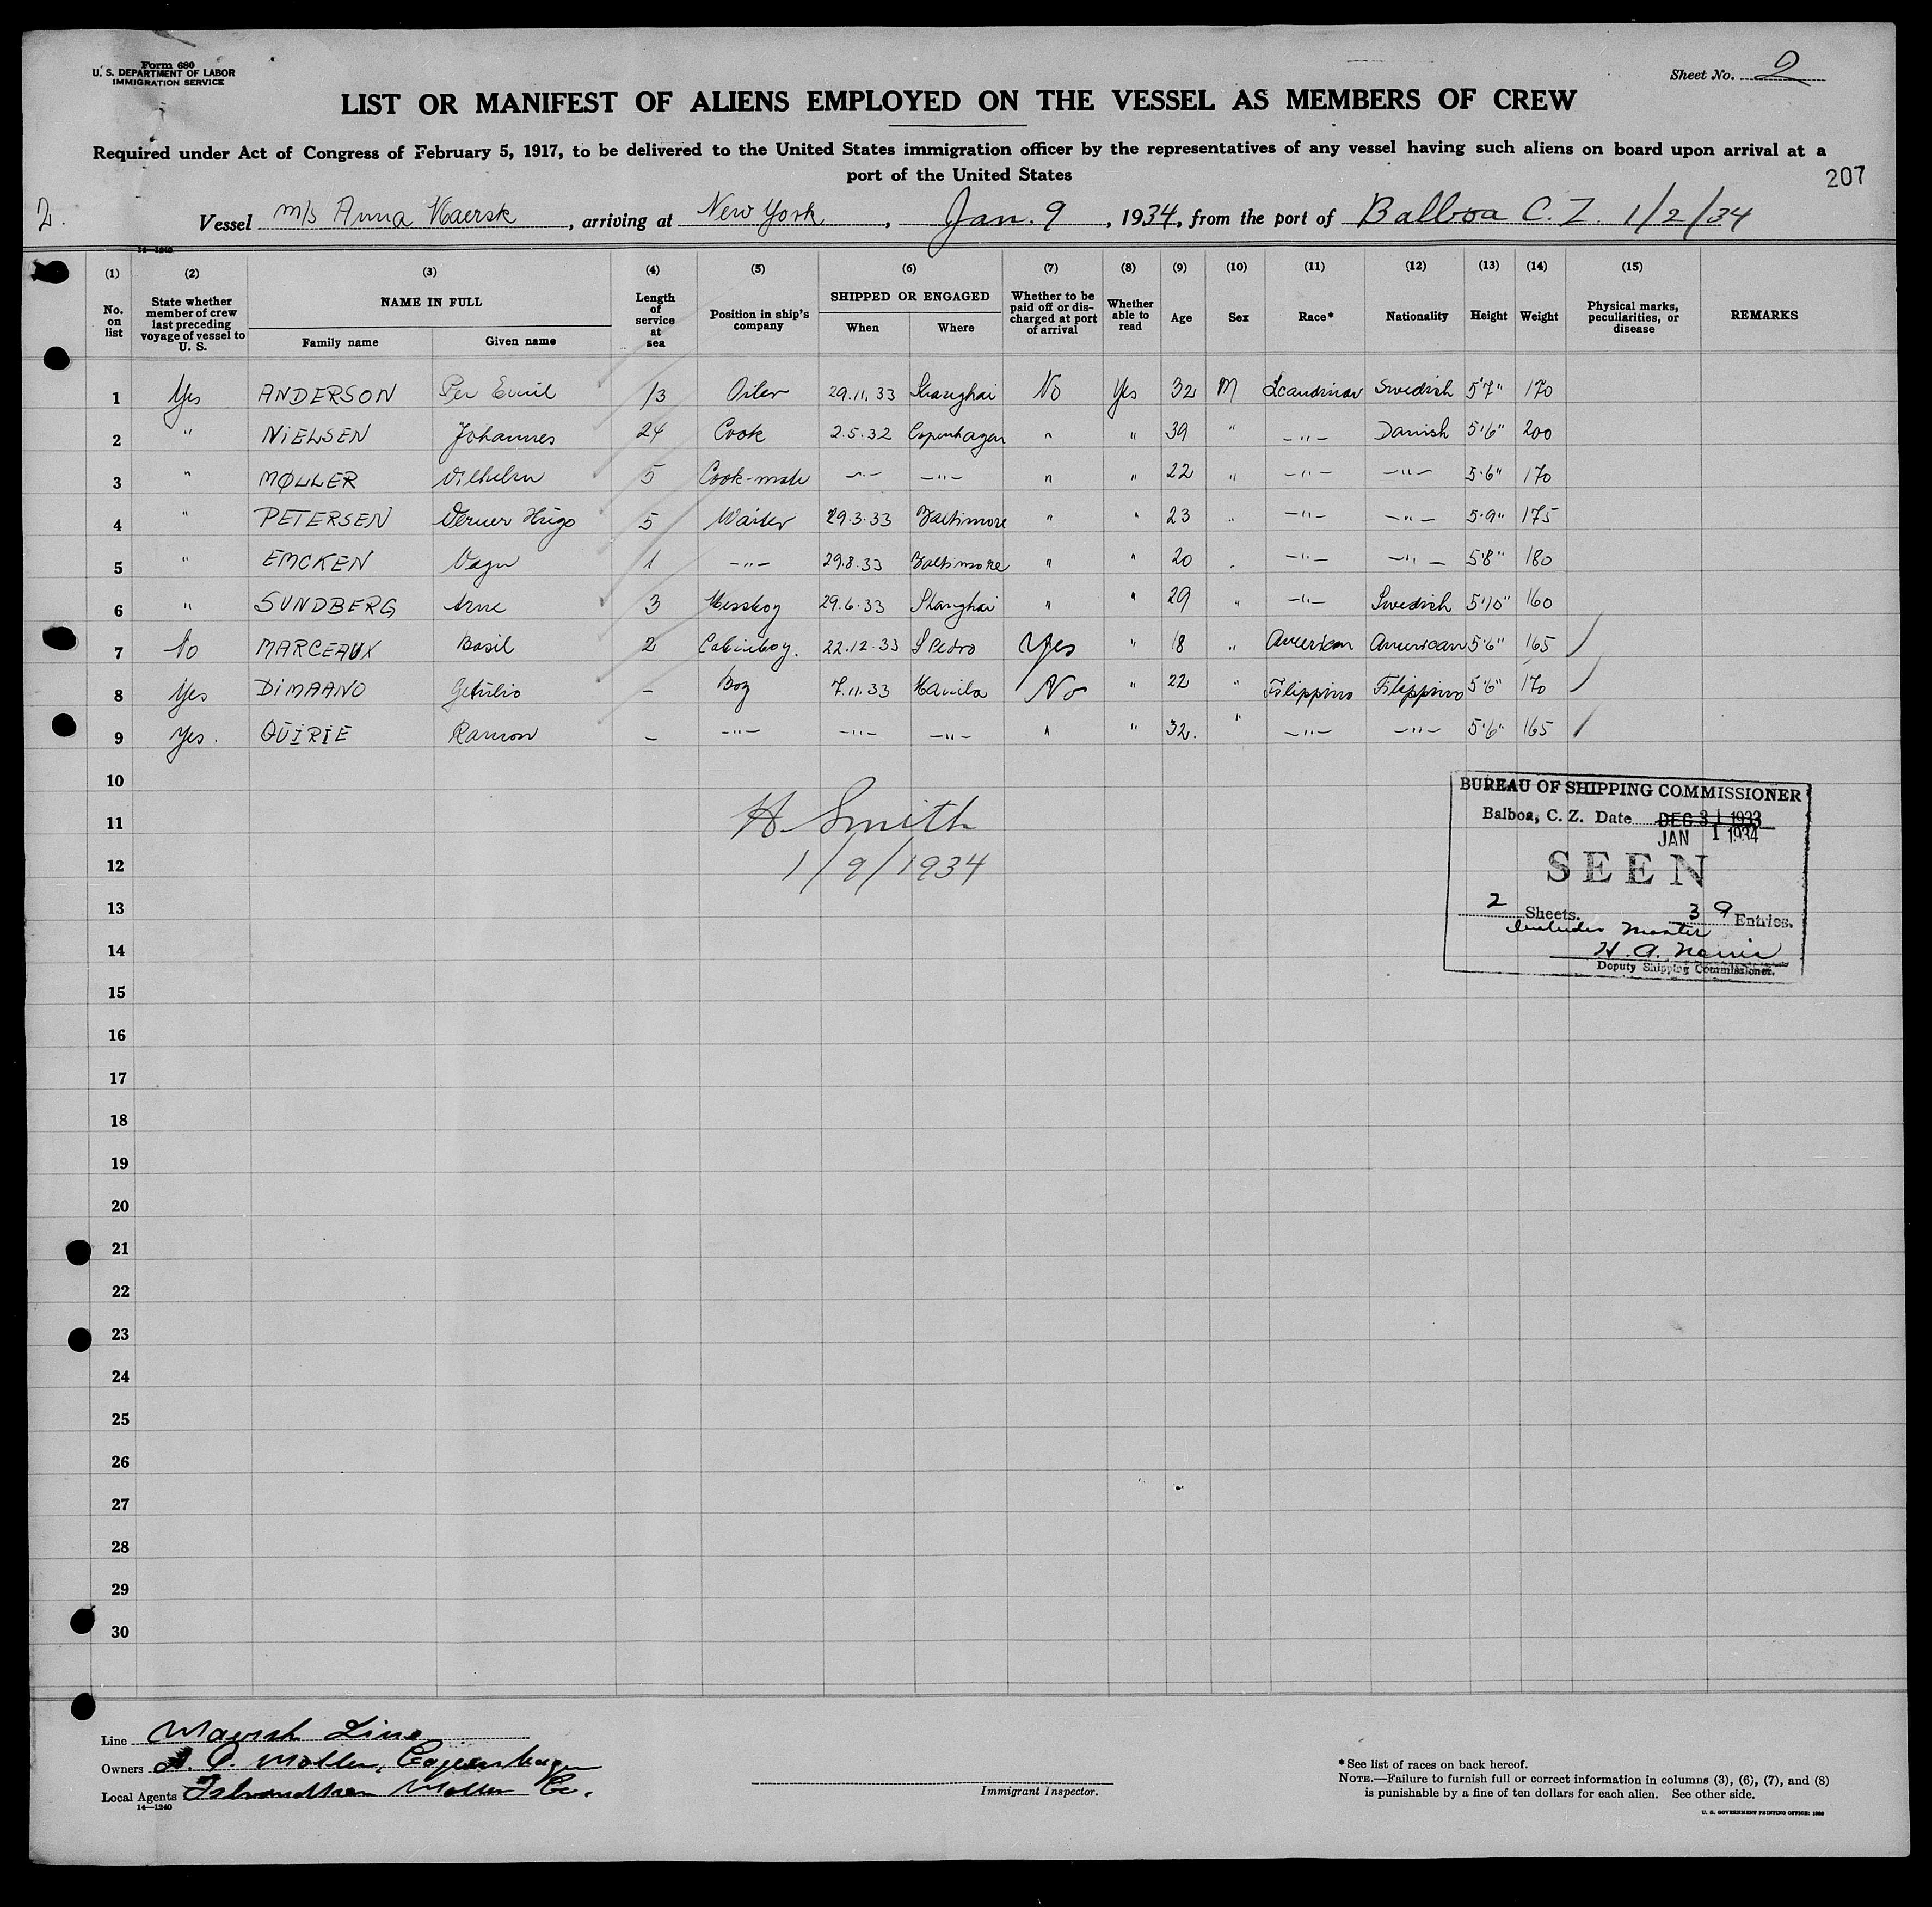 Form 680
U. S. DEPARTMENT OF LABOR
IMMIGRATION SERVICE
Sheet No. 2
LIST OR MANIFEST OF ALIENS EMPLOYED ON THE VESSEL AS MEMBERS OF CREW
Required under Act of Congress of February 5, 1917, to be delivered to the United States immigration officer by the representatives of any vessel having such aliens on board upon arrival at a
port of the United States
207
2.
Vessel m/s Anna Maersk, arriving at New York, Jan. 9, 1934, from the port of Balboa C. Z. 1/2/34
14—1240
(1) (2) (3) (4) (5) (6) (7) (8) (9) (10) (11) (12) (13) (14) (15)
No. on list
State whether member of crew last preceding voyage of vessel to U. S.
NAME IN FULL
Family name
Given name
Length of service at sea
Position in ship's company
SHIPPED OR ENGAGED
When
Where
Whether to be paid off or discharged at port of arrival
Whether able to read
Age
Sex
Race*
Nationality
Height
Weight
Physical marks, peculiarities, or disease
REMARKS
1 Yes ANDERSON Per Emil 13 Oiler 29.11.33 Shanghai No Yes 32 M Scandinav Swedish 5'7" 170
2 " NiELSEN Johannes 24 Cook 2.5.32 Copenhagen " " 39 " -"- Danish 5'6" 200
3 " MØLLER Vilhelm 5 Cook-mate -"- -"- " " 22 " -"- -"- 5'6" 170
4 " PETERSEN Verner Hugo 5 Waiter 29.3.33 Baltimore " " 23 " -"- -"- 5'9" 175
5 " EMCKEN Vagn 1 -"- 29.8.33 Baltimore " " 20 " -"- -"- 5'8" 180
6 " SUNDBERG Arne 3 Messboy 29.6.33 Shanghai " " 29 " -"- Swedish 5'10" 160
7 No MARCEAUX Basil 2 Cabinboy. 22.12.33 S Pedro Yes " 18 " American American 5'6" 165
8 Yes DiMAANO Getulio - Boy 7.11.33 Manila No " 22 " Filippino Filippino 5'6" 170
9 Yes. QUIRIE Ramon - -"- -"- -"- " " 32. " -"- -"- 5'6" 165
10
11
12
13
14
15
16
17
18
19
20
21
22
23
24
25
26
27
28
29
30
H Smith
1/9/1934
BUREAU OF SHIPPING COMMISSIONER
Balboa, C. Z. Date DEC 31 1933
JAN 1 1934
SEEN
2 Sheets. 39 Entries.
Includes Master
H. A.
Deputy Shipping Commissioner.
Line Maersk Line
Owners A. P. Moller, Copenhagen
Local Agents Moller Co.
14—1240
Immigrant Inspector.
* See list of races on back hereof.
NOTE.—Failure to furnish full or correct information in columns (3), (6), (7), and (8)
is punishable by a fine of ten dollars for each alien. See other side.
U. S. GOVERNMENT PRINTING OFFICE: